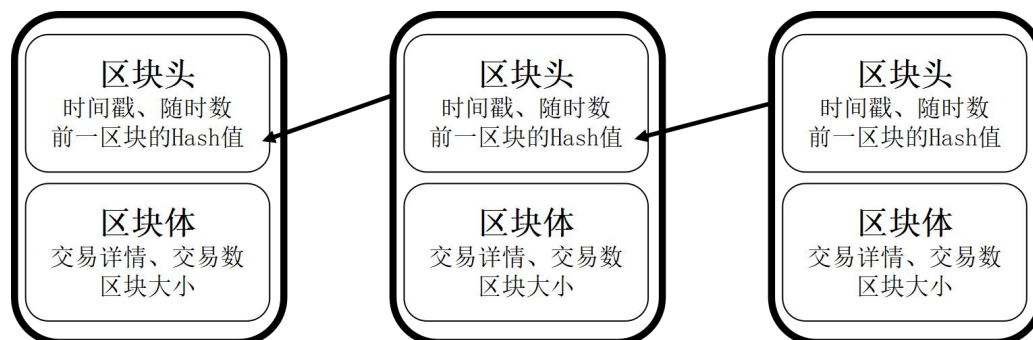 区块头
时间戳、随时数
前一区块的Hash值
区块体
交易详情、交易数
区块大小
区块头
时间戳、随时数
前一区块的Hash值
区块体
交易详情、交易数
区块大小
区块头
时间戳、随时数
前一区块的Hash值
区块体
交易详情、交易数
区块大小